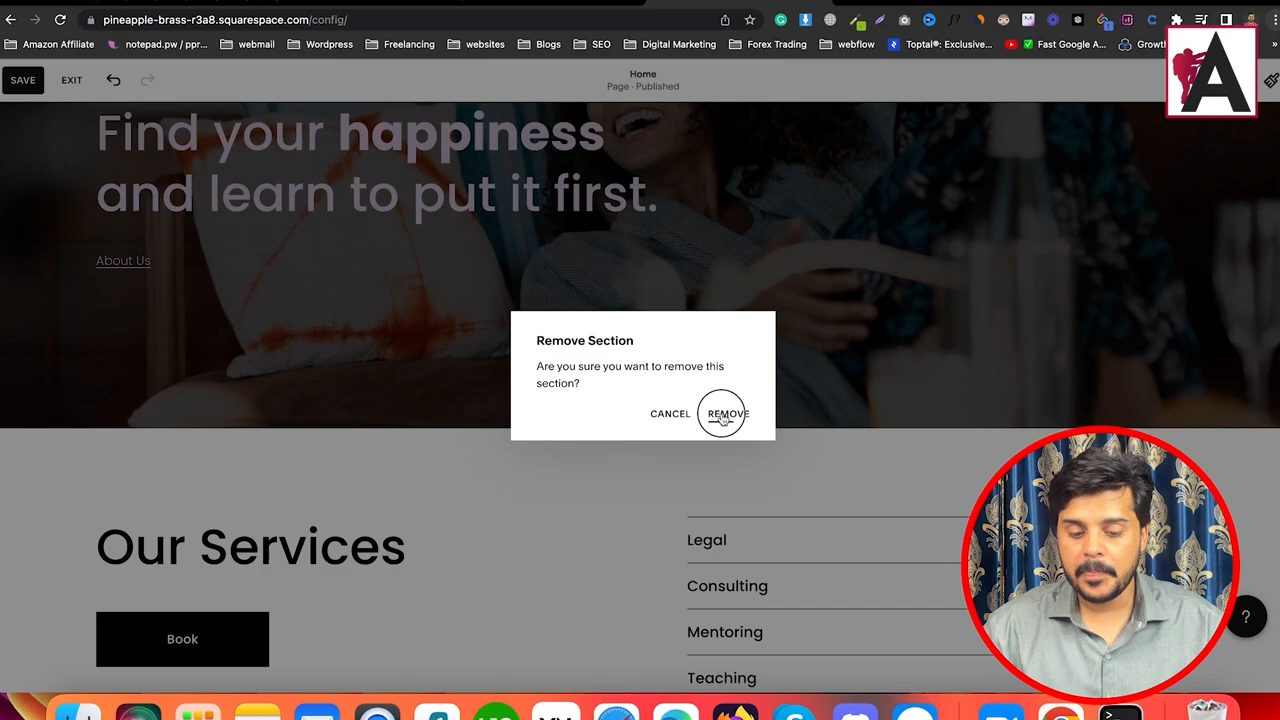 pineapple-brass-r3a8.squarespace.com/config/
Amazon Affiliate
notepad.pw / ppr...
webmail
Wordpress
Freelancing
websites
Blogs
SEO
Digital Marketing
Forex Trading
webflow
Toptal®: Exclusive...
Fast Google A...
Growth
»
A
SAVE
EXIT
Home
Page · Published
Find your happiness
and learn to put it first.
About Us
Remove Section
Are you sure you want to remove this
section?
CANCEL
REMOVE
Our Services
Book
Legal
Consulting
Mentoring
Teaching
?